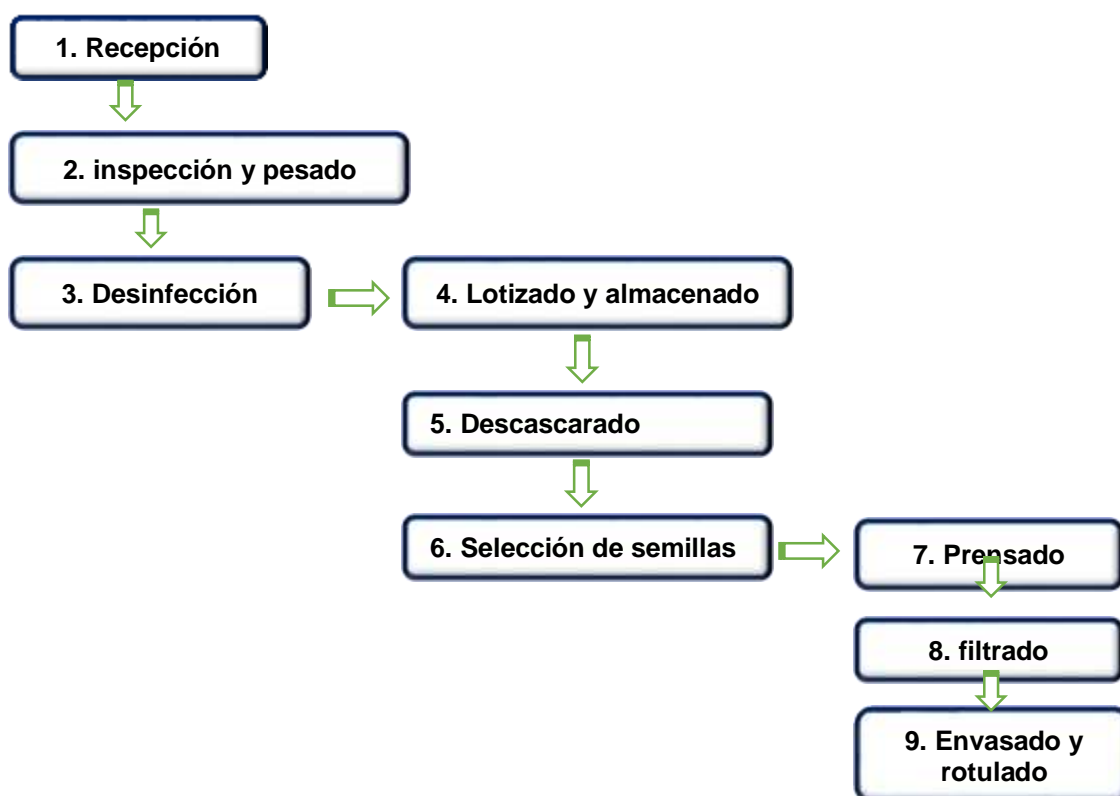 1. Recepción
2. inspección y pesado
3. Desinfección
4. Lotizado y almacenado
5. Descascarado
6. Selección de semillas
7. Prensado
8. filtrado
9. Envasado y
rotulado